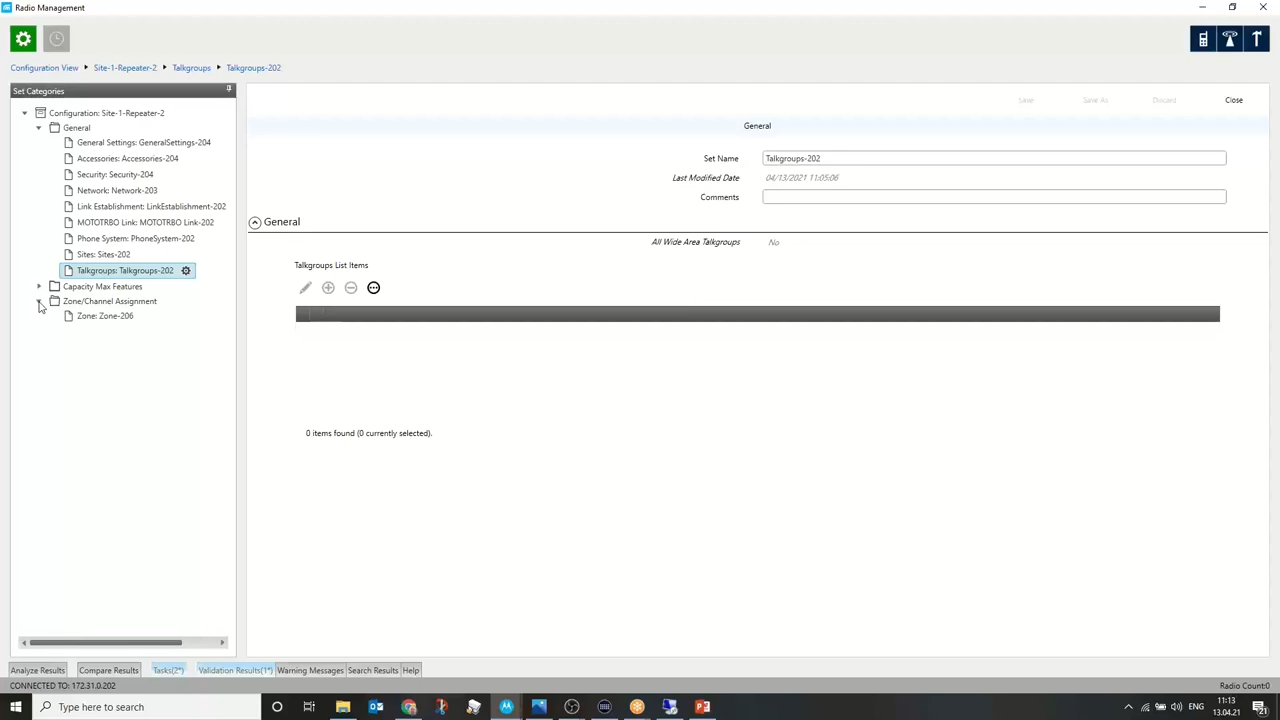 Radio Management
Configuration View Site-1-Repeater-2 Talkgroups Talkgroups-202
Set Categories
Configuration: Site-1-Repeater-2
General
General Settings: GeneralSettings-204
Accessories: Accessories-204
Security: Security-204
Network: Network-203
Link Establishment: LinkEstablishment-202
MOTOTRBO Link: MOTOTRBO Link-202
Phone System: PhoneSystem-202
Sites: Sites-202
Talkgroups: Talkgroups-202
Capacity Max Features
Zone/Channel Assignment
Zone: Zone-206
Save Save As Discard Close
General
Set Name Talkgroups-202
Last Modified Date 04/13/2021 11:05:06
Comments
General
All Wide Area Talkgroups No
Talkgroups List Items
0 items found (0 currently selected).
Analyze Results Compare Results Tasks(2*) Validation Results(1*) Warning Messages Search Results Help
CONNECTED TO: 172.31.0.202 Radio Count:0
Type here to search
ENG
11:13
13.04.21
21